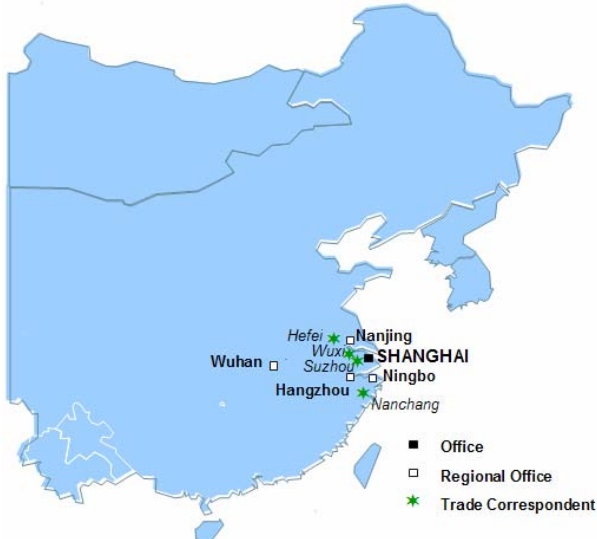 Hefei
Nanjing
Wuxi
SHANGHAI
Wuhan
Suzhou
Ningbo
Hangzhou
Nanchang
Office
Regional Office
Trade Correspondent